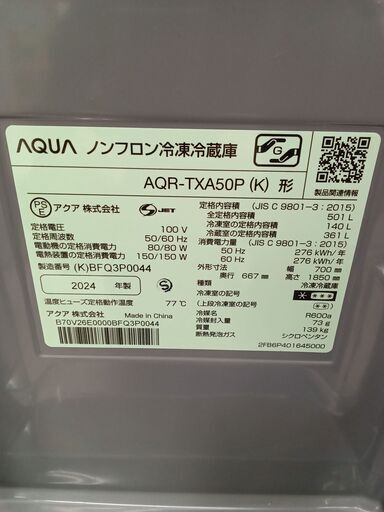 AQUA ノンフロン冷凍冷蔵庫
AQR-TXA50P (K) 形
製品関連情報
PS E アクア 株式会社 S-JET
定格電圧 100 V
定格周波数 50/60 Hz
電動機の定格消費電力 80/80 W
電熱装置の定格消費電力 150/150 W
製造番号 (K)BFQ3P0044
2024 年製
温度ヒューズ定格動作温度 77℃
アクア 株式会社 Made in China
B70V26E0000BFQ3P0044
定格内容積 (JIS C 9801-3 : 2015)
全定格内容積 501 L
冷凍室の定格内容積 140 L
冷蔵室の定格内容積 361 L
消費電力量 (JIS C 9801-3 : 2015)
50 Hz 276 kWh/年
60 Hz 276 kWh/年
外形寸法 幅 700 mm
奥行 667 mm 高さ 1850 mm
種類 冷凍冷蔵庫
冷凍室の記号
(上段冷凍室の記号)
冷媒 R600a
冷媒封入量 73 g
製品質量 139 kg
断熱発泡ガス シクロペンタン
2FB6P401645000